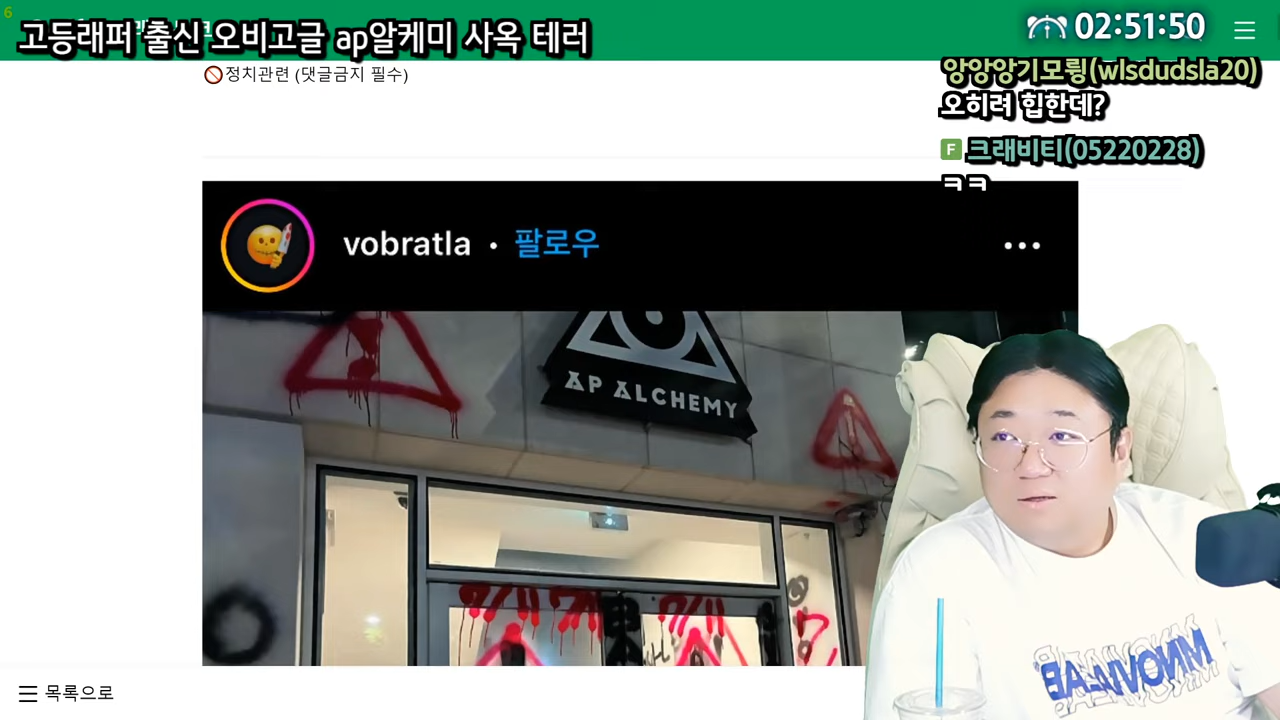 6
고등래퍼 출신 오비고글 ap알케미 사옥 테러
02:51:50
🚫정치관련 (댓글금지 필수)
앙앙앙기모륑(wlsdudsla20)
오히려 힙한데?
F 크래비티(05220228)
ㅋㅋ
vobratla • 팔로우
AP ALCHEMY
목록으로